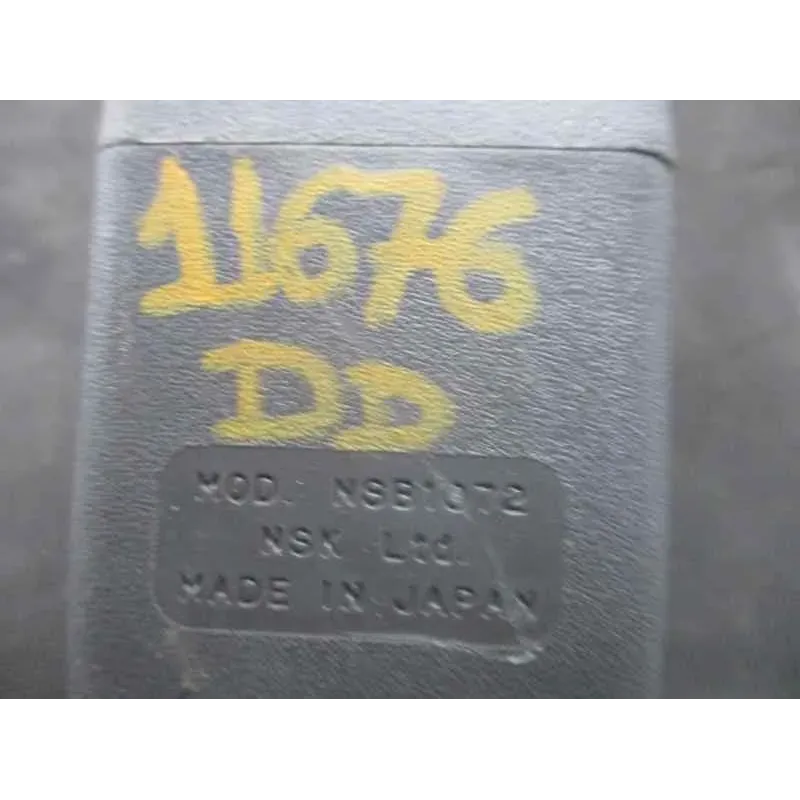 11676
DD
MOD. NSB1072
NSK Ltd.
MADE IN JAPAN